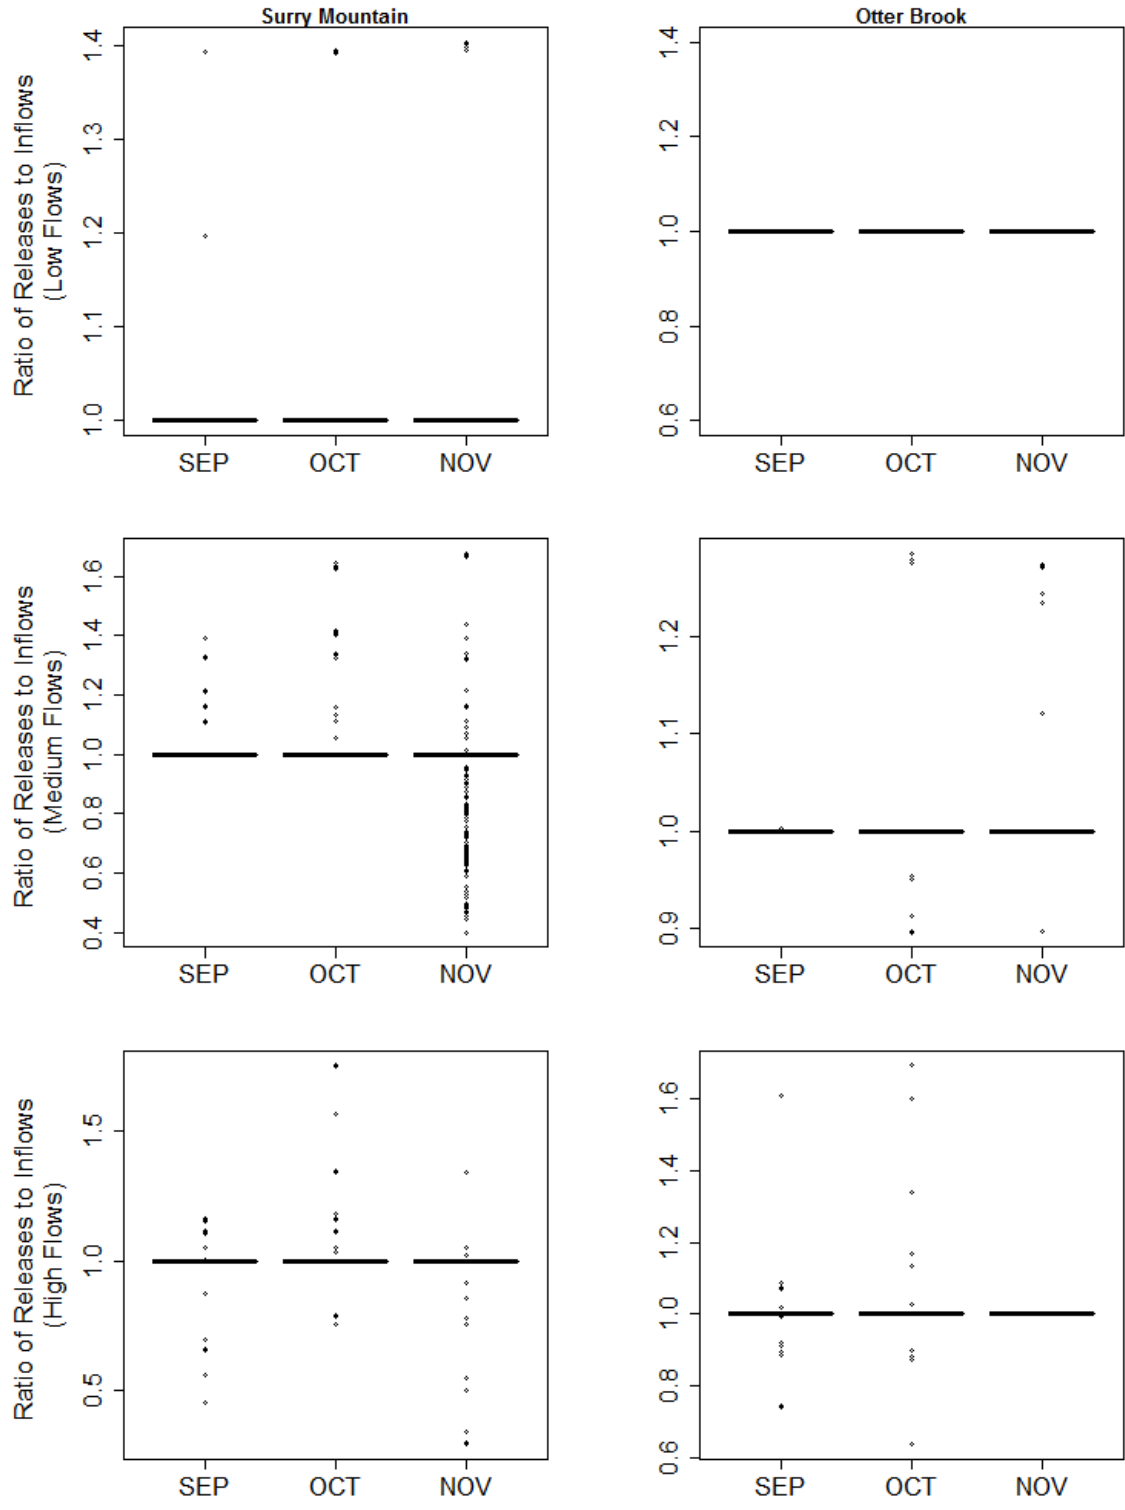 Surry Mountain
Otter Brook
Ratio of Releases to Inflows
(Low Flows)
1.4
1.3
1.2
1.1
1.0
SEP OCT NOV
1.4
1.2
1.0
0.8
0.6
SEP OCT NOV
Ratio of Releases to Inflows
(Medium Flows)
1.6
1.4
1.2
1.0
0.8
0.6
0.4
SEP OCT NOV
1.2
1.1
1.0
0.9
SEP OCT NOV
Ratio of Releases to Inflows
(High Flows)
1.5
1.0
0.5
SEP OCT NOV
1.6
1.4
1.2
1.0
0.8
0.6
SEP OCT NOV